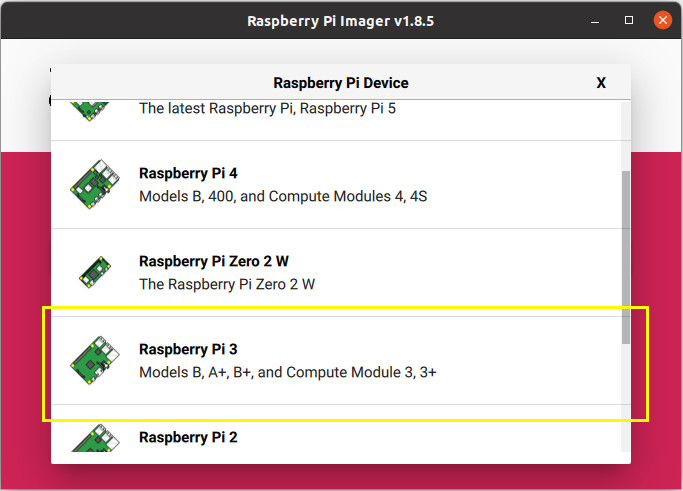 Raspberry Pi Imager v1.8.5
Raspberry Pi Device X
The latest Raspberry Pi, Raspberry Pi 5
Raspberry Pi 4
Models B, 400, and Compute Modules 4, 4S
Raspberry Pi Zero 2 W
The Raspberry Pi Zero 2 W
Raspberry Pi 3
Models B, A+, B+, and Compute Module 3, 3+
Raspberry Pi 2